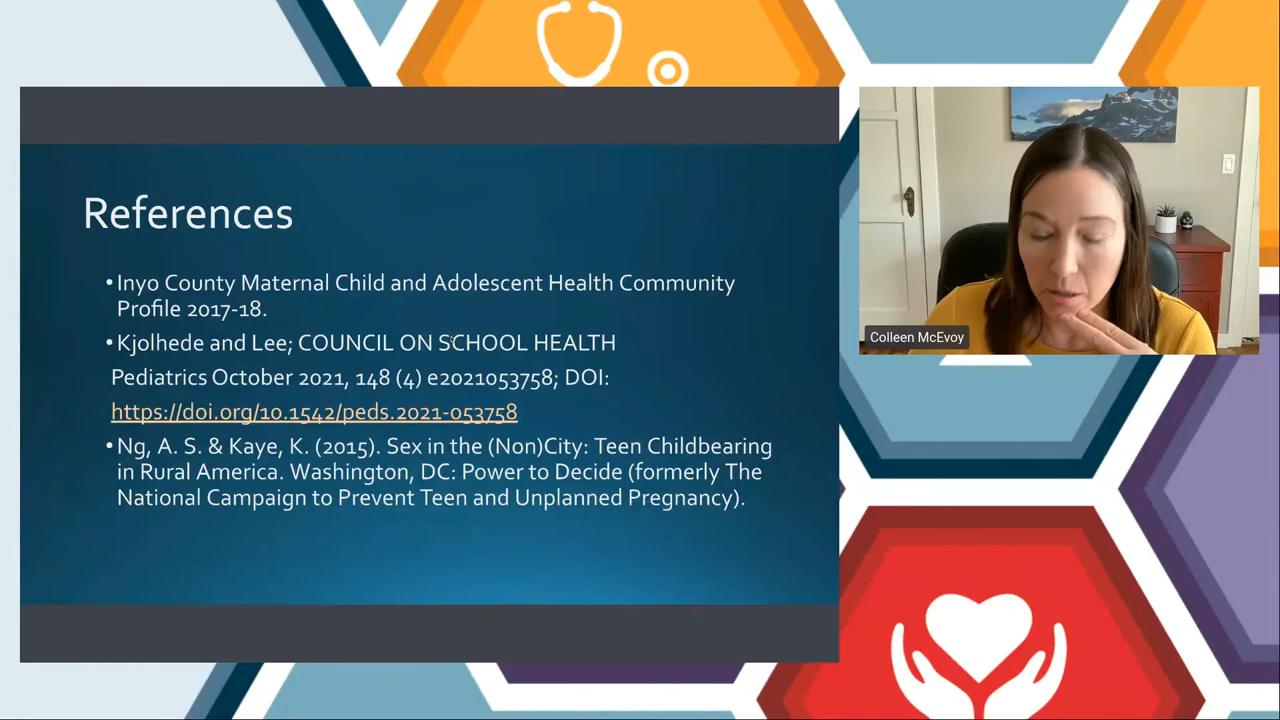 References
•Inyo County Maternal Child and Adolescent Health Community
Profile 2017-18.
•Kjolhede and Lee; COUNCIL ON SCHOOL HEALTH
Pediatrics October 2021, 148 (4) e2021053758; DOI:
https://doi.org/10.1542/peds.2021-053758
•Ng, A. S. & Kaye, K. (2015). Sex in the (Non)City: Teen Childbearing
in Rural America. Washington, DC: Power to Decide (formerly The
National Campaign to Prevent Teen and Unplanned Pregnancy).
Colleen McEvoy